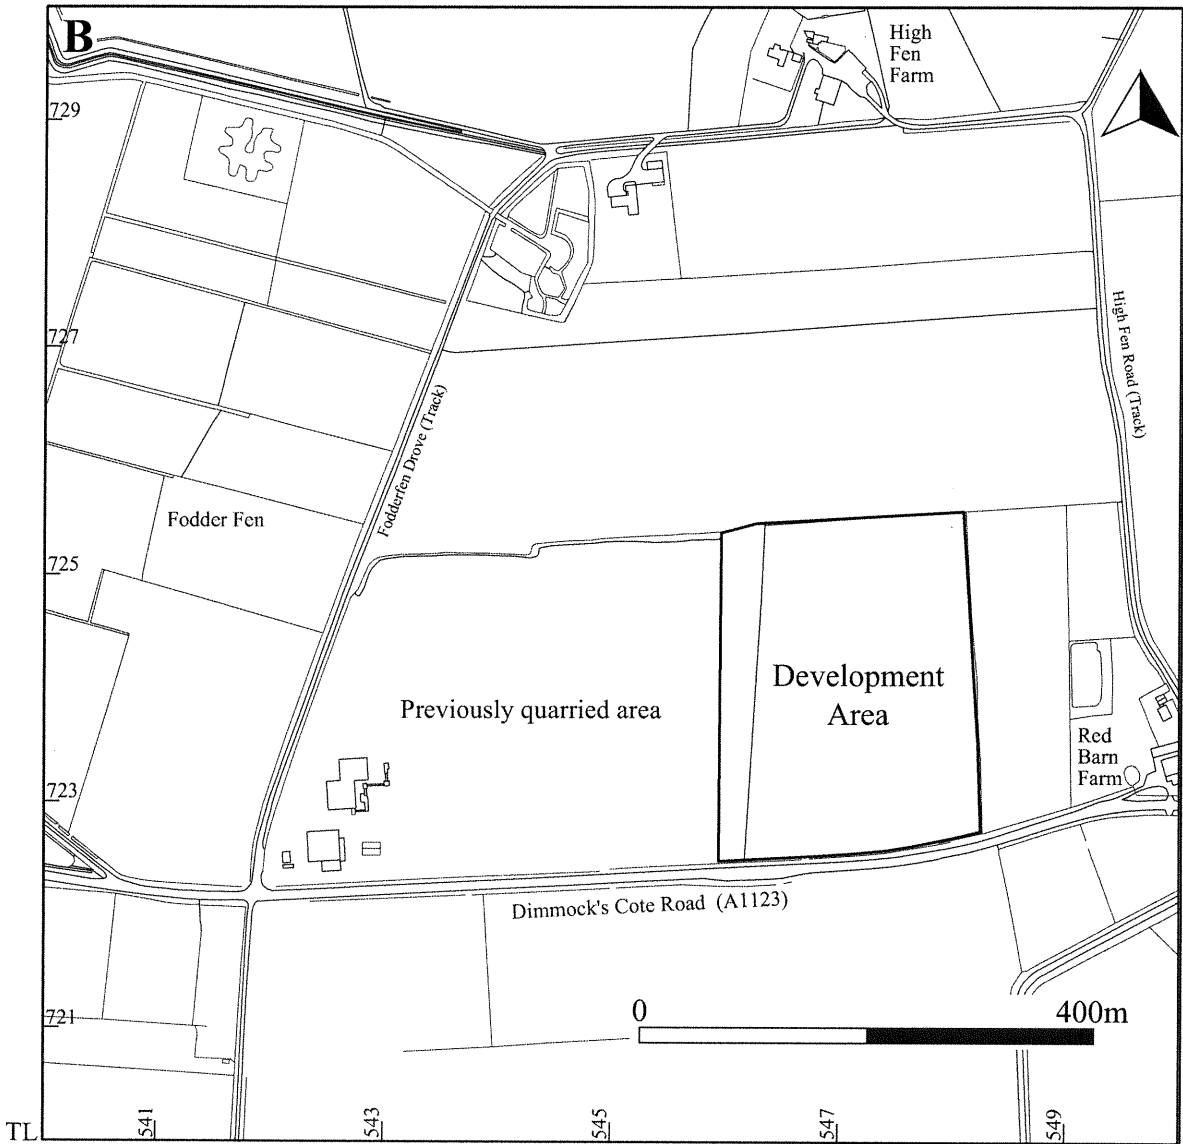 B
High
Fen
Farm
729
727
High Fen Road (Track)
Fodderfen Drove (Track)
Fodder Fen
725
Development
Area
Previously quarried area
Red
Barn
Farm
723
Dimmock's Cote Road (A1123)
721
0
400m
TL
541
543
545
547
549